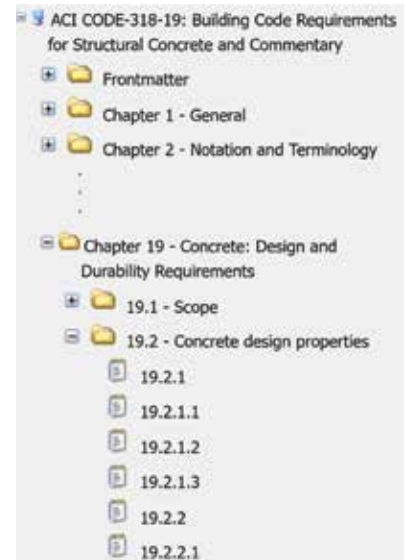 ACI CODE-318-19: Building Code Requirements
for Structural Concrete and Commentary
Frontmatter
Chapter 1 - General
Chapter 2 - Notation and Terminology
.
.
.
Chapter 19 - Concrete: Design and
Durability Requirements
19.1 - Scope
19.2 - Concrete design properties
19.2.1
19.2.1.1
19.2.1.2
19.2.1.3
19.2.2
19.2.2.1